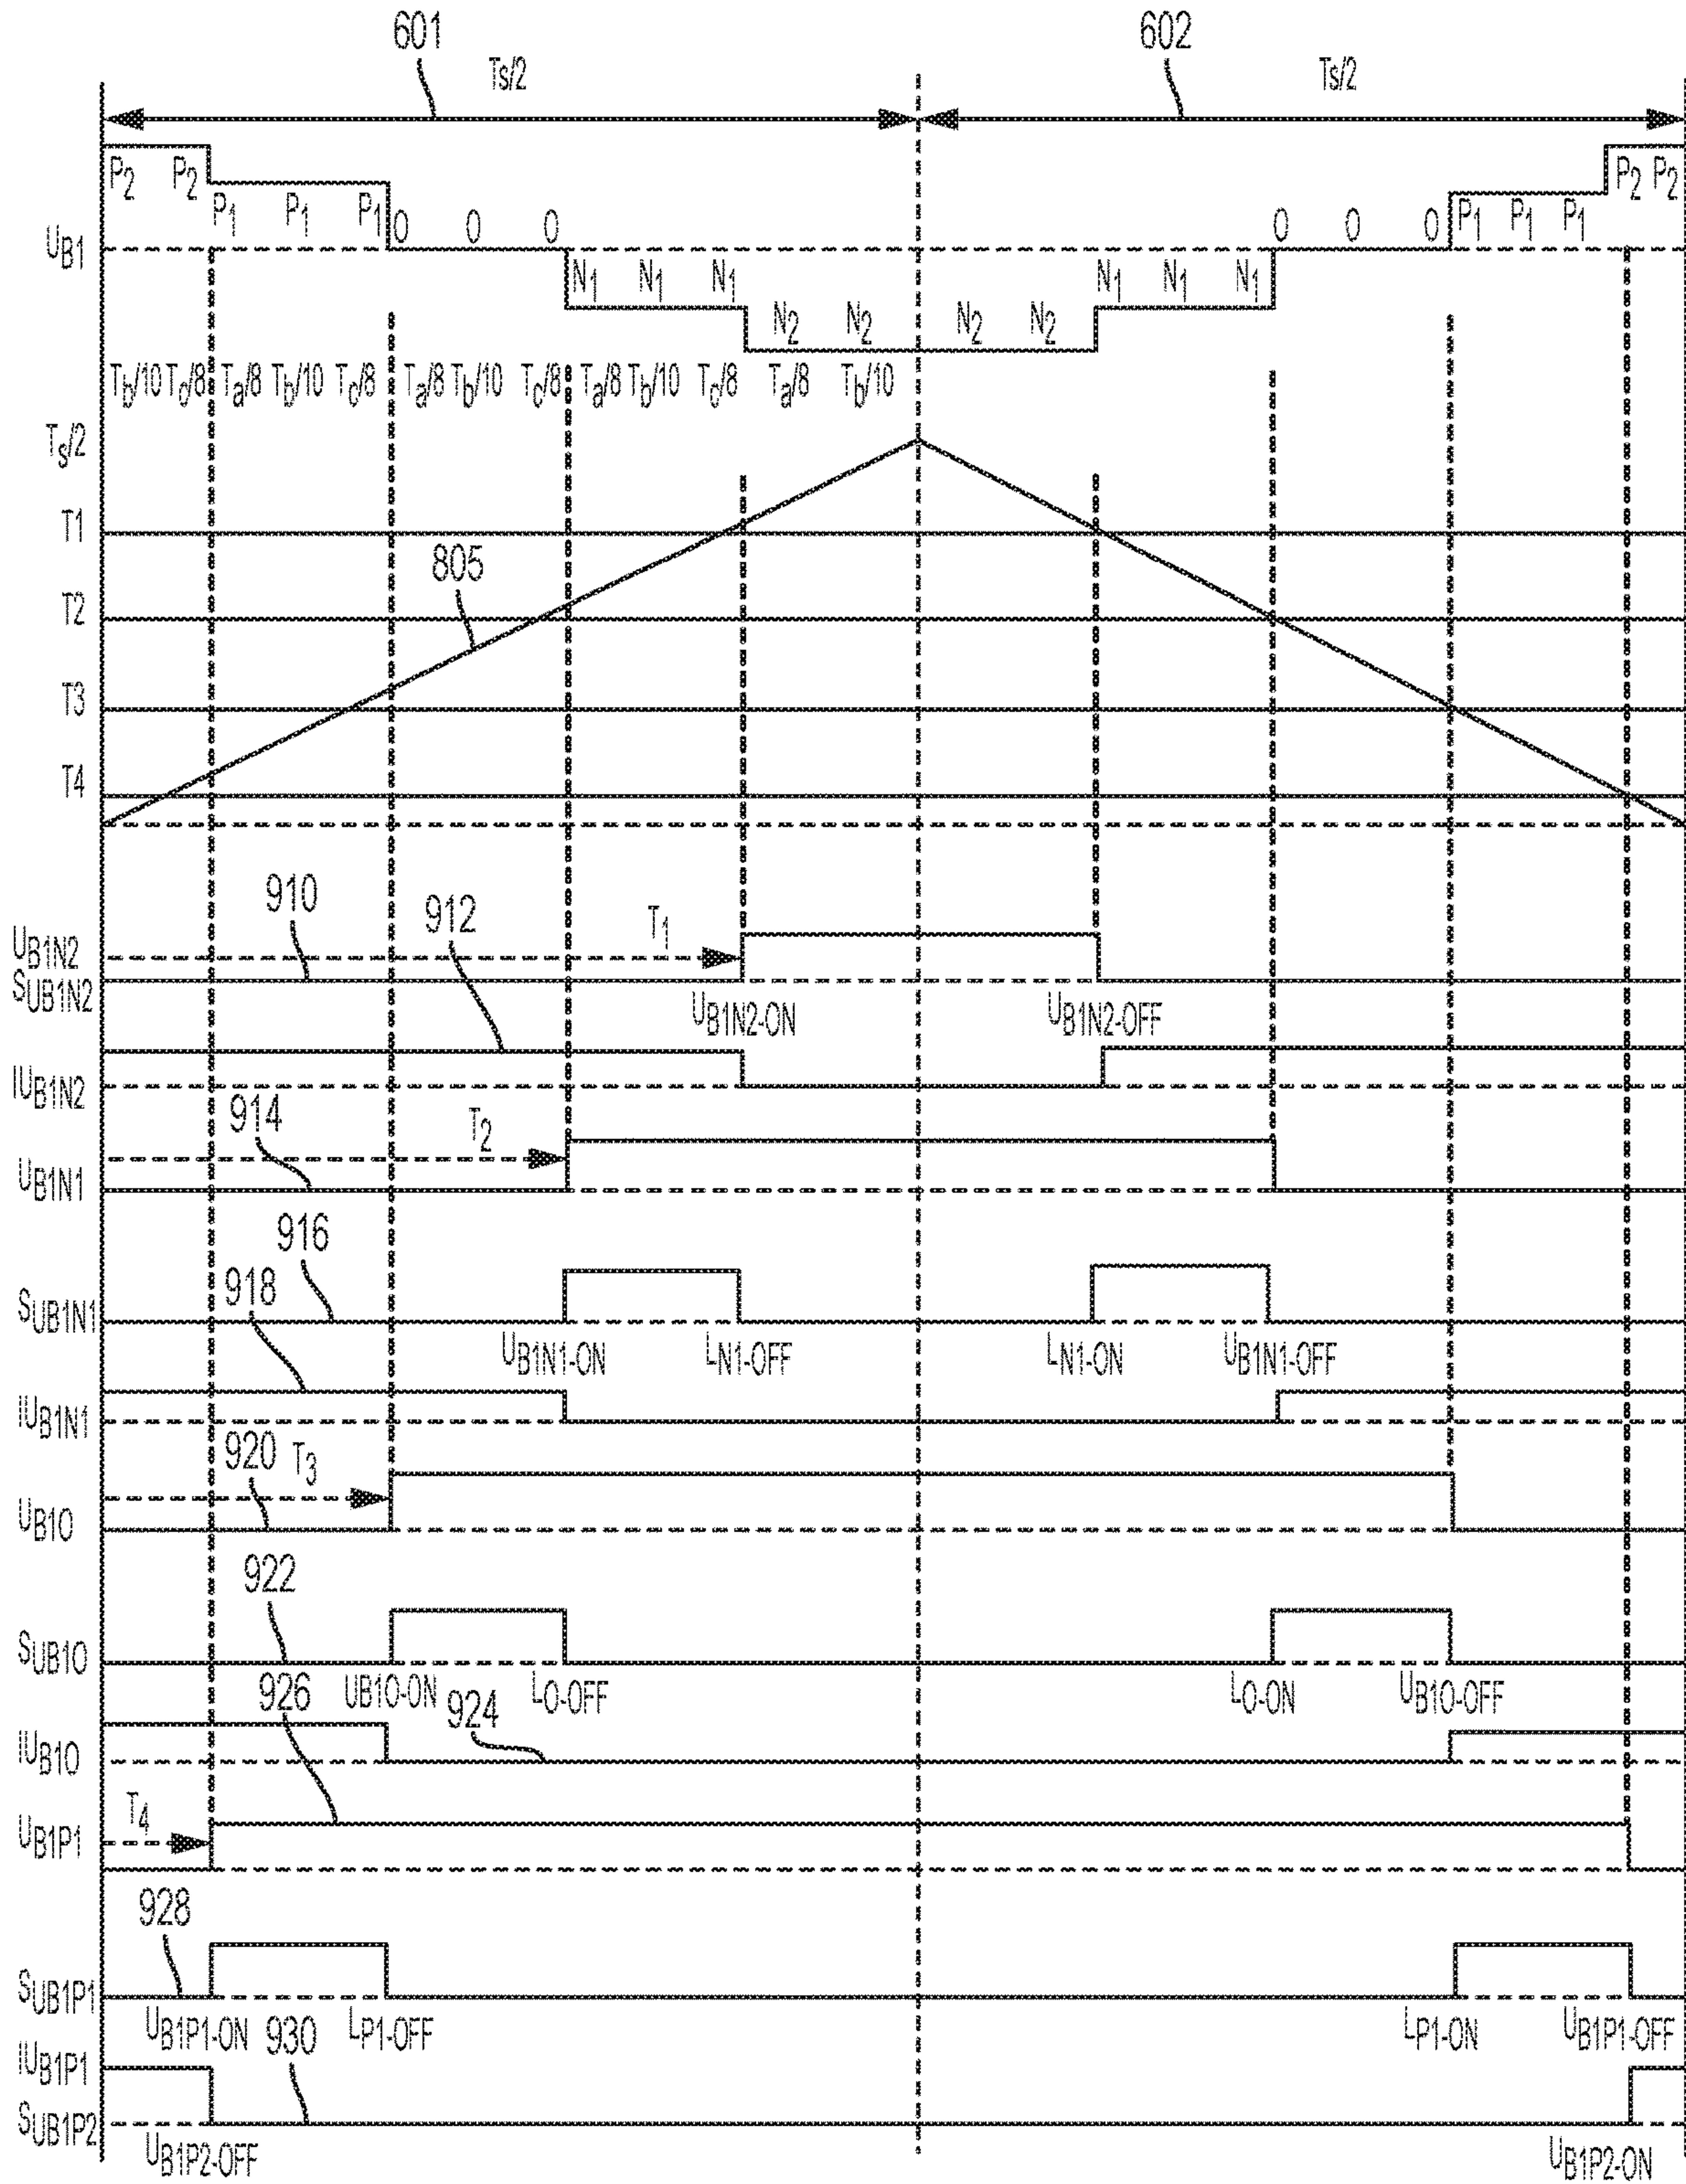 601 602
Ts/2 Ts/2
P2 P2 P2 P2
P1 P1 P1 0 0 0 0 0 0 P1 P1 P1
UB1
N1 N1 N1 N1 N1 N1
N2 N2 N2 N2
Tb/10 Tc/8 Ta/8 Tb/10 Tc/8 Ta/8 Tb/10 Tc/8 Ta/8 Tb/10 Tc/8 Ta/8 Tb/10
Ts/2
T1
805
T2
T3
T4
910 912
UB1N2 T1
SUB1N2
UB1N2-ON UB1N2-OFF
IUB1N2
914 T2
UB1N1
916
918
SUB1N1
UB1N1-ON LN1-OFF LN1-ON UB1N1-OFF
IUB1N1
920 T3
UB1O
922
SUB1O
926 UB1O-ON 924 LO-OFF LO-ON UB1O-OFF
IUB1O
T4
UB1P1
928
SUB1P1
UB1P1-ON 930 LP1-OFF LP1-ON UB1P1-OFF
IUB1P1
SUB1P2
UB1P2-OFF UB1P2-ON